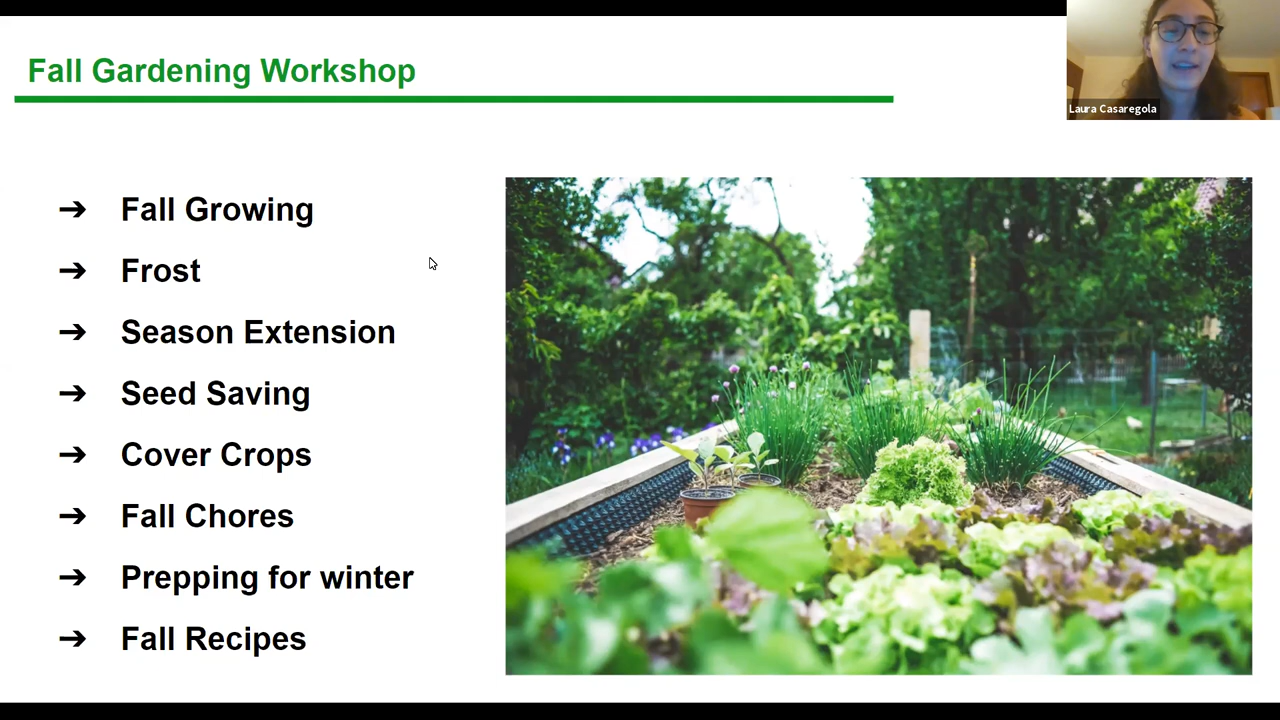 Fall Gardening Workshop
Laura Casaregola
➔ Fall Growing
➔ Frost
➔ Season Extension
➔ Seed Saving
➔ Cover Crops
➔ Fall Chores
➔ Prepping for winter
➔ Fall Recipes